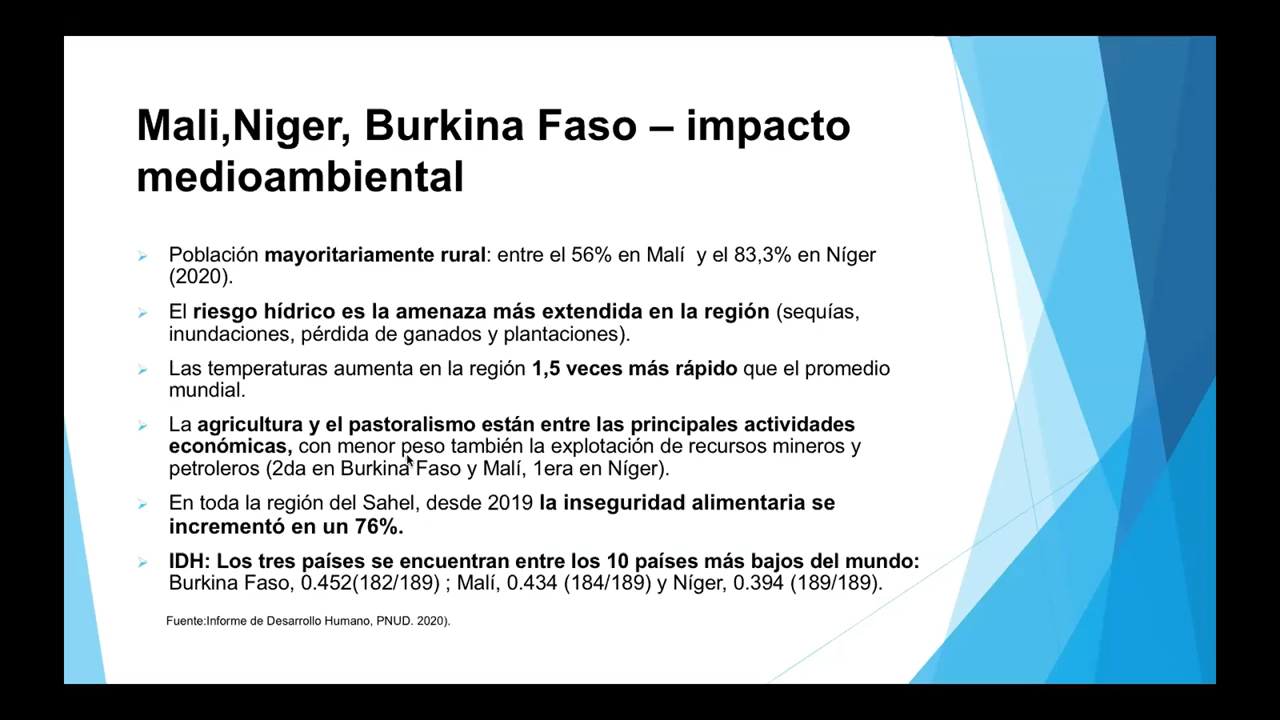 Mali,Niger, Burkina Faso – impacto
medioambiental
Población mayoritariamente rural: entre el 56% en Malí y el 83,3% en Níger
(2020).
El riesgo hídrico es la amenaza más extendida en la región (sequías,
inundaciones, pérdida de ganados y plantaciones).
Las temperaturas aumenta en la región 1,5 veces más rápido que el promedio
mundial.
La agricultura y el pastoralismo están entre las principales actividades
económicas, con menor peso también la explotación de recursos mineros y
petroleros (2da en Burkina Faso y Malí, 1era en Níger).
En toda la región del Sahel, desde 2019 la inseguridad alimentaria se
incrementó en un 76%.
IDH: Los tres países se encuentran entre los 10 países más bajos del mundo:
Burkina Faso, 0.452(182/189) ; Malí, 0.434 (184/189) y Níger, 0.394 (189/189).
Fuente:Informe de Desarrollo Humano, PNUD. 2020).